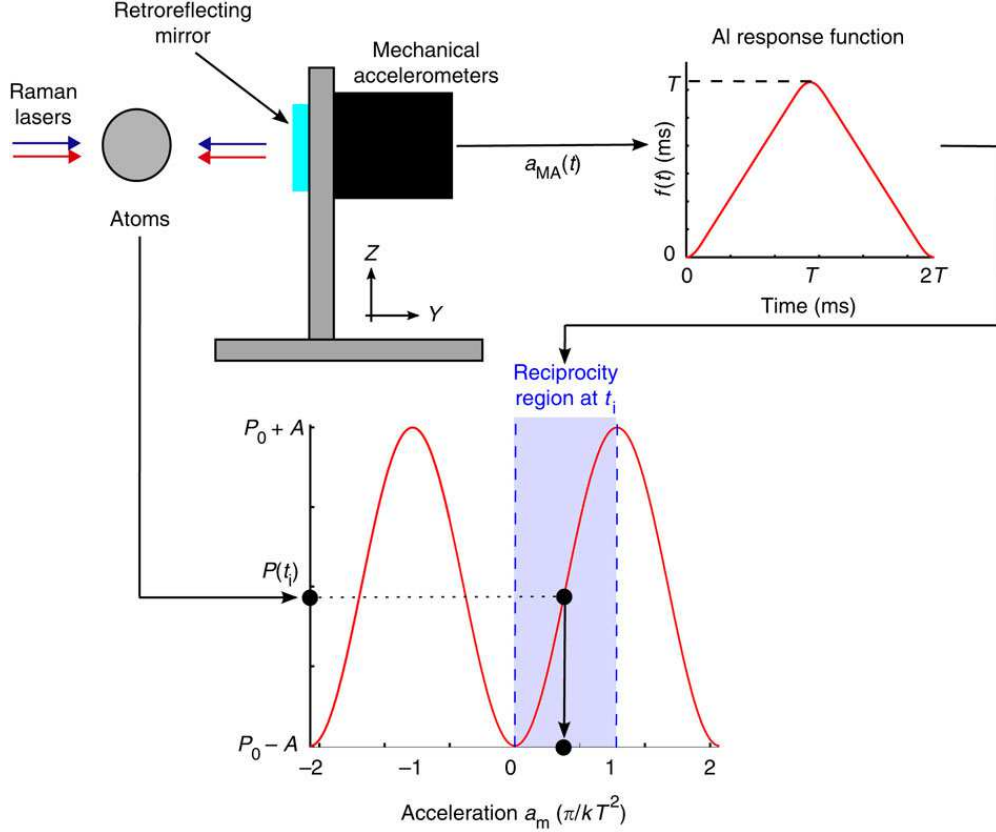 Retroreflecting
mirror
Mechanical
accelerometers
Raman
lasers
Atoms
Z
Y
a_MA(t)
AI response function
T
f(t) (ms)
0
0 T 2T
Time (ms)
Reciprocity
region at t_i
P_0 + A
P(t_i)
P_0 – A
–2 –1 0 1 2
Acceleration a_m (π/kT^2)